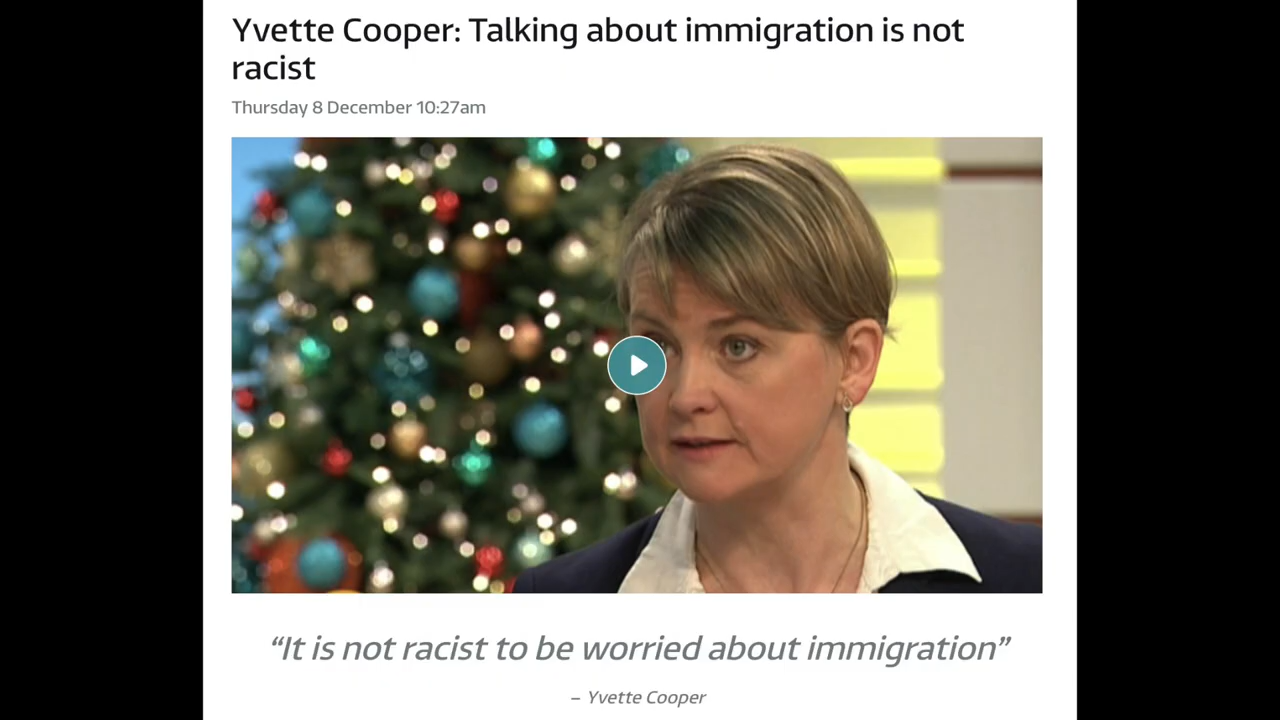 Yvette Cooper: Talking about immigration is not
racist
Thursday 8 December 10:27am
“It is not racist to be worried about immigration”
– Yvette Cooper